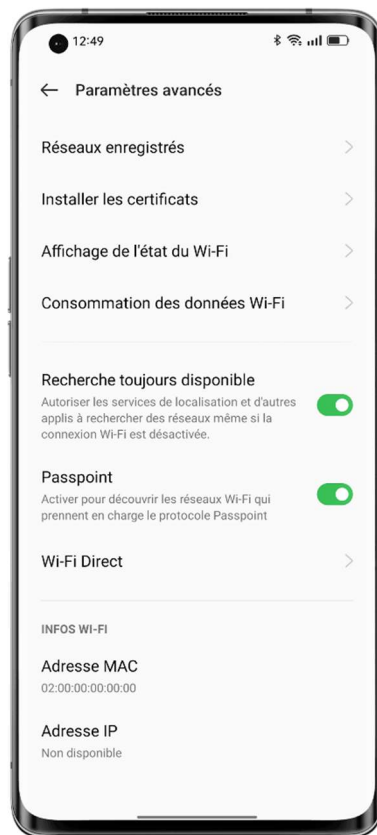 12:49
Paramètres avancés
Réseaux enregistrés
Installer les certificats
Affichage de l'état du Wi-Fi
Consommation des données Wi-Fi
Recherche toujours disponible
Autoriser les services de localisation et d'autres
applis à rechercher des réseaux même si la
connexion Wi-Fi est désactivée.
Passpoint
Activer pour découvrir les réseaux Wi-Fi qui
prennent en charge le protocole Passpoint
Wi-Fi Direct
INFOS WI-FI
Adresse MAC
02:00:00:00:00:00
Adresse IP
Non disponible